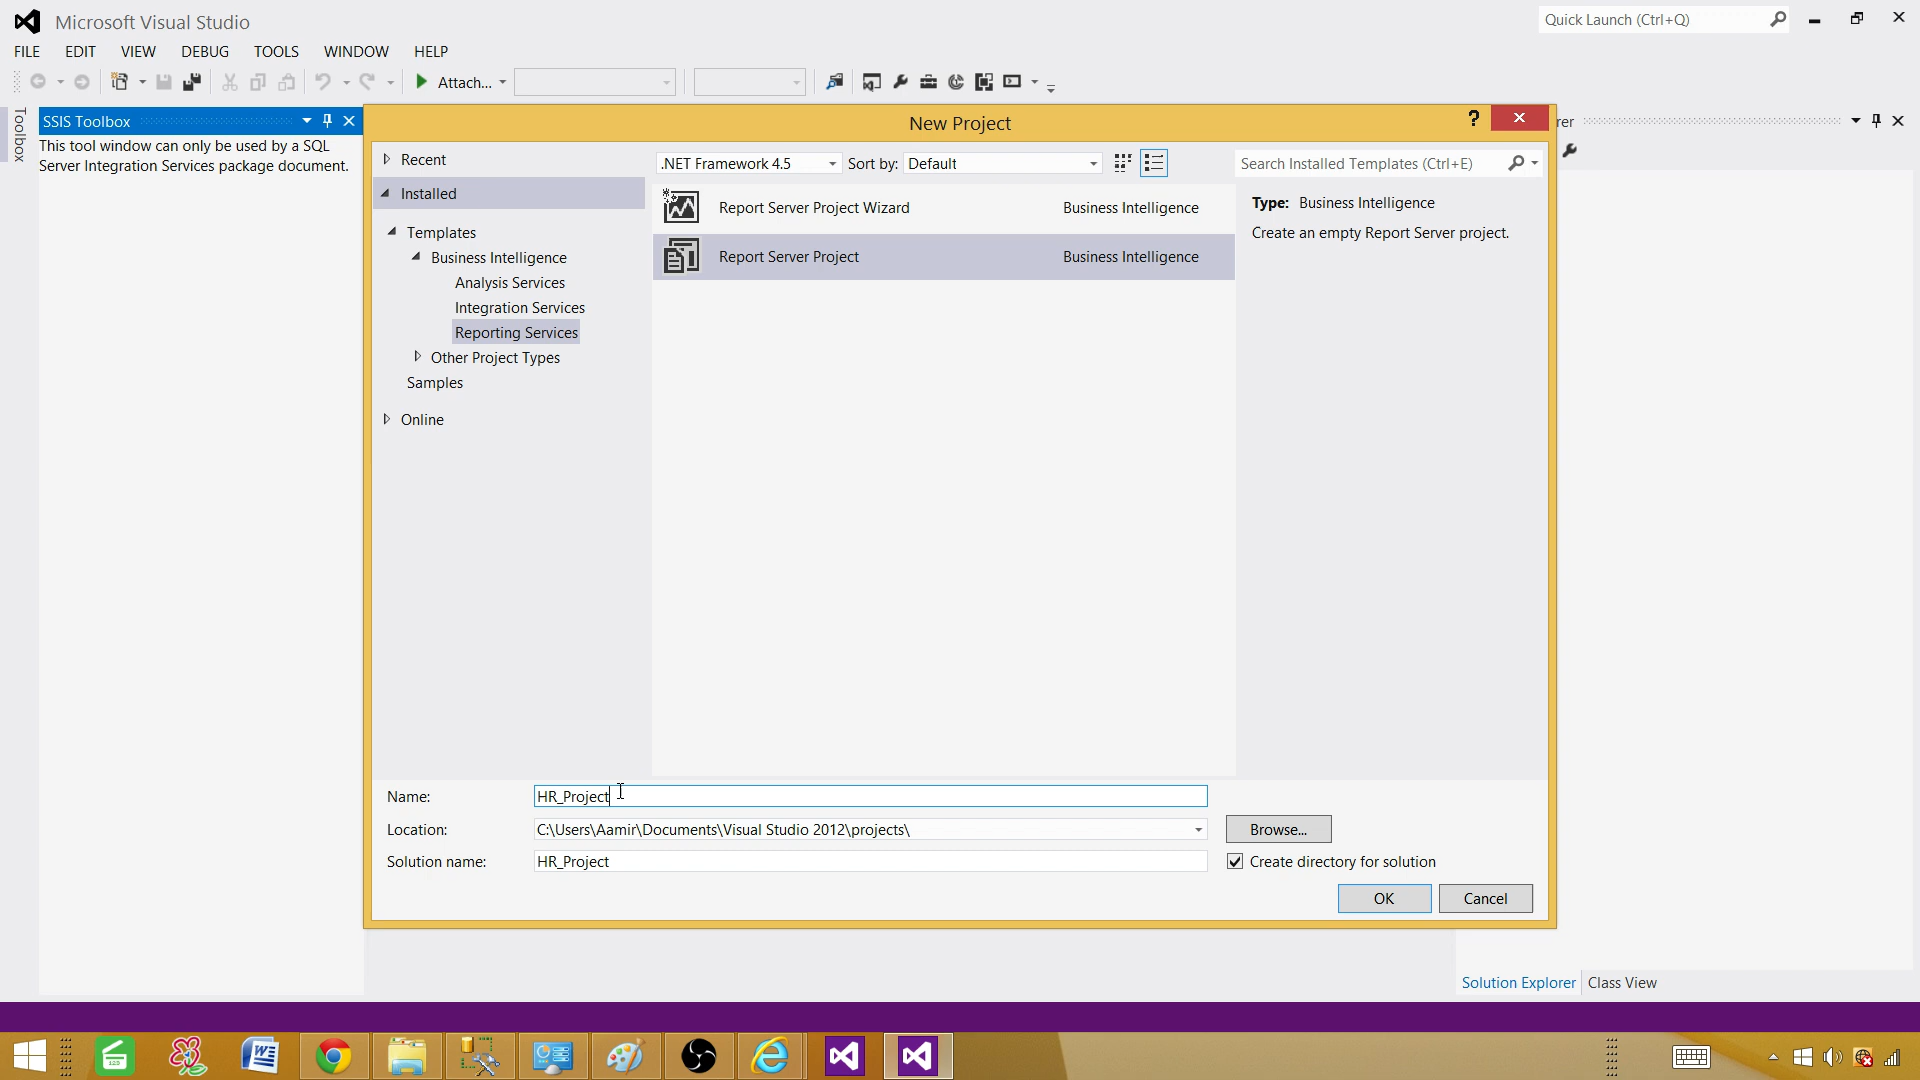 Microsoft Visual Studio
Quick Launch (Ctrl+Q)
FILE EDIT VIEW DEBUG TOOLS WINDOW HELP
Attach...
Toolbox
SSIS Toolbox
This tool window can only be used by a SQL
Server Integration Services package document.
New Project
?
rer
Recent
Installed
Templates
Business Intelligence
Analysis Services
Integration Services
Reporting Services
Other Project Types
Samples
Online
.NET Framework 4.5 Sort by: Default
Search Installed Templates (Ctrl+E)
Report Server Project Wizard Business Intelligence
Report Server Project Business Intelligence
Type: Business Intelligence
Create an empty Report Server project.
Name: HR_Project
Location: C:\Users\Aamir\Documents\Visual Studio 2012\projects\ Browse...
Solution name: HR_Project
Create directory for solution
OK Cancel
Solution Explorer Class View
123